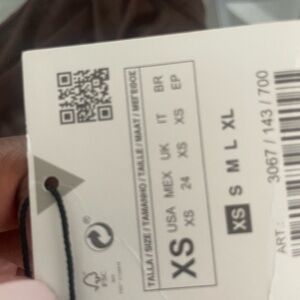 TALLA / SIZE / TAMANHO / TAILLE / MAAT / ΜΕΓΕΘΟΣ
XS USA MEX UK IT BR EP
XS 24 XS XS
XS S M L XL
3067 / 143 / 700
ART.:
FSC